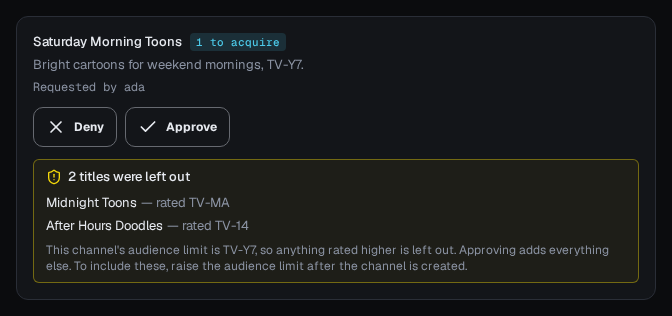 Saturday Morning Toons 1 to acquire
Bright cartoons for weekend mornings, TV-Y7.
Requested by ada
Deny Approve
2 titles were left out
Midnight Toons — rated TV-MA
After Hours Doodles — rated TV-14
This channel's audience limit is TV-Y7, so anything rated higher is left out. Approving adds everything
else. To include these, raise the audience limit after the channel is created.